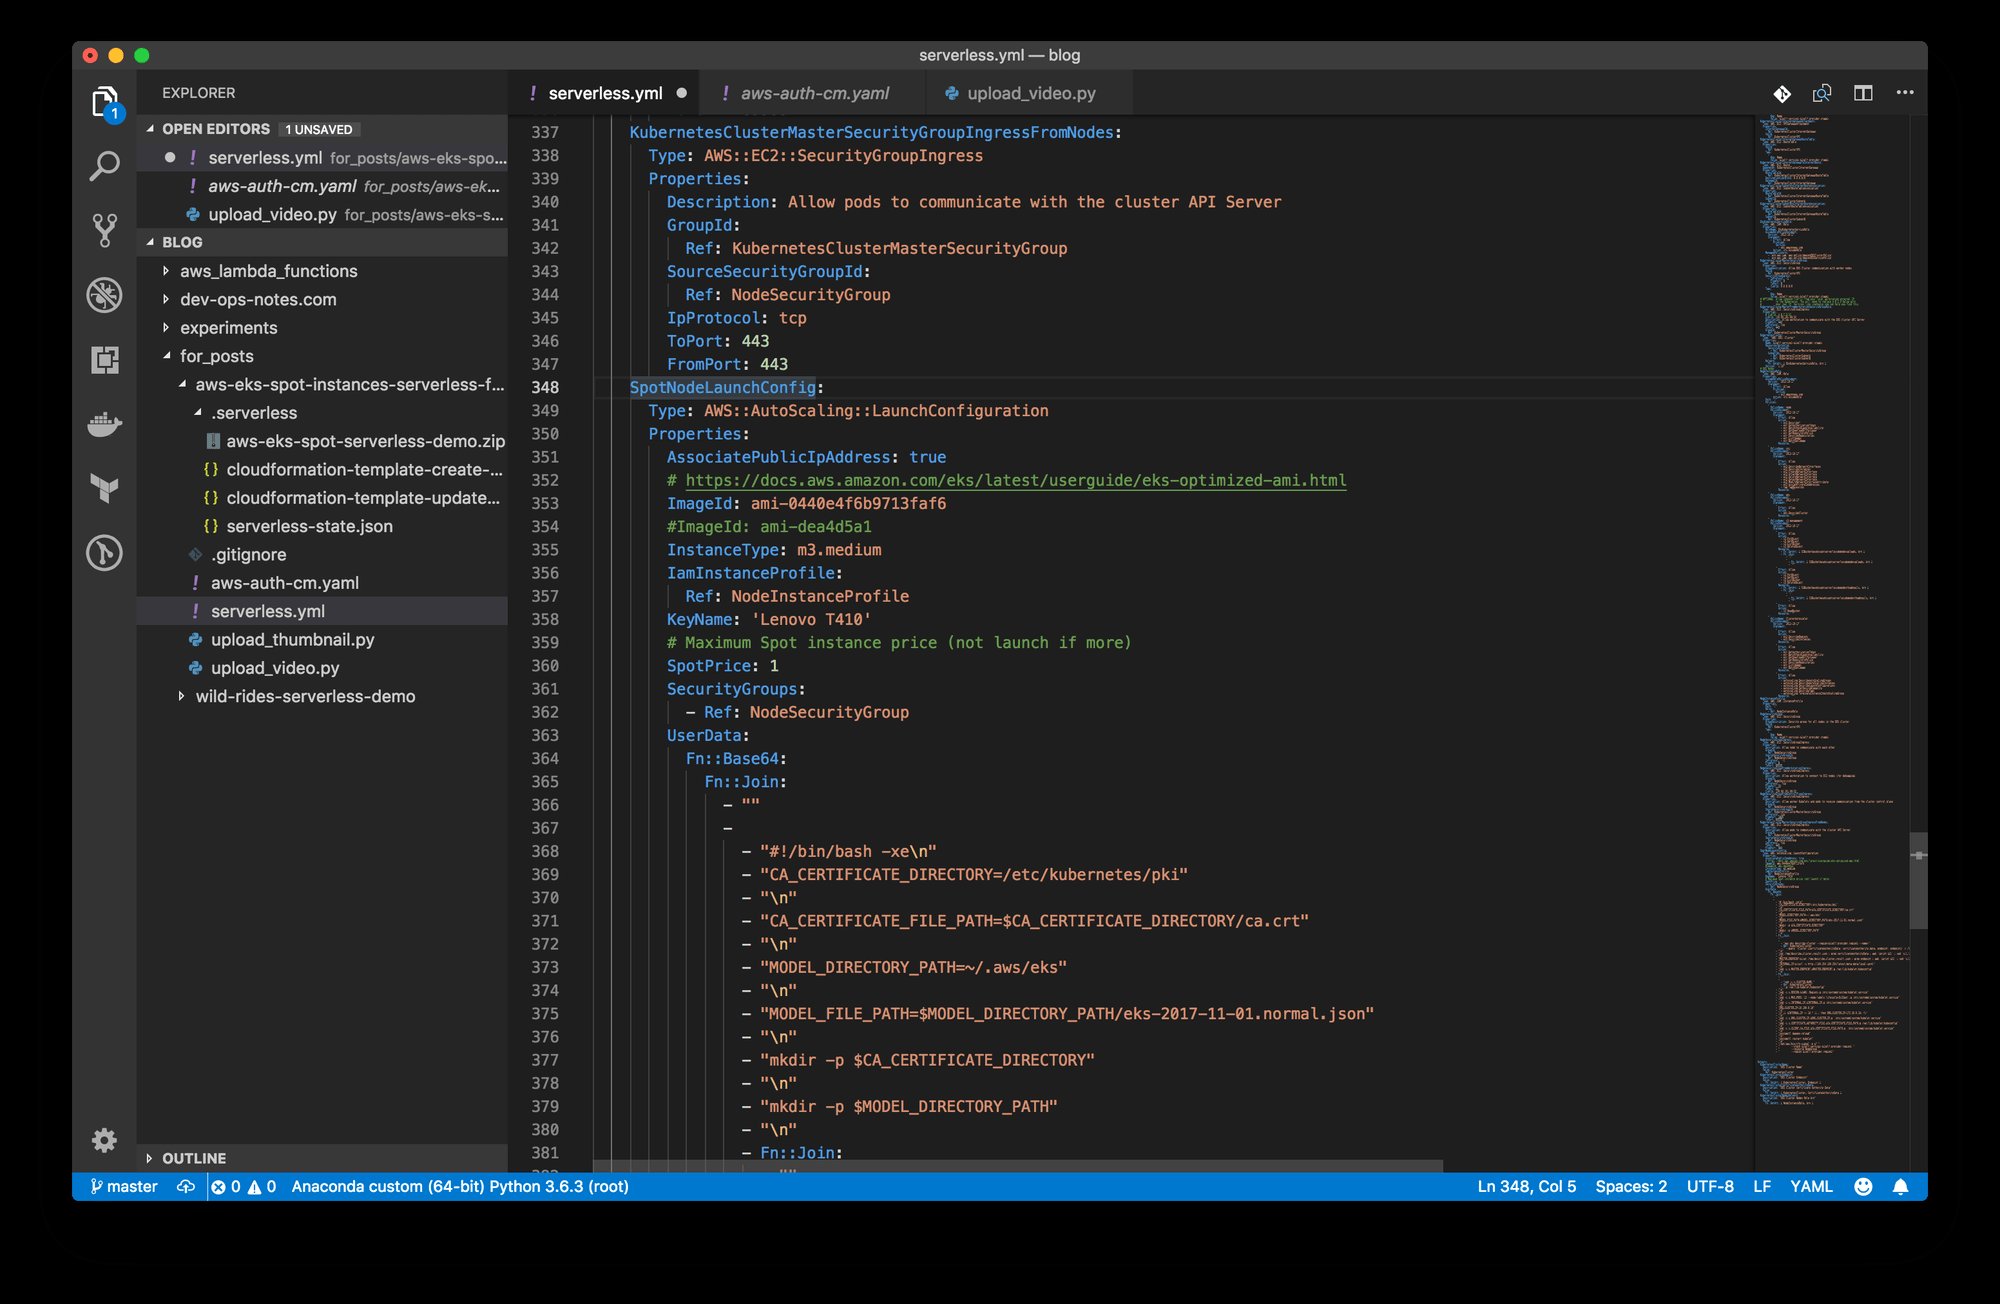 serverless.yml — blog
EXPLORER
OPEN EDITORS 1 UNSAVED
serverless.yml for_posts/aws-eks-spo...
aws-auth-cm.yaml for_posts/aws-ek...
upload_video.py for_posts/aws-eks-s...
BLOG
aws_lambda_functions
dev-ops-notes.com
experiments
for_posts
aws-eks-spot-instances-serverless-f...
.serverless
aws-eks-spot-serverless-demo.zip
cloudformation-template-create-...
cloudformation-template-update...
serverless-state.json
.gitignore
aws-auth-cm.yaml
serverless.yml
upload_thumbnail.py
upload_video.py
wild-rides-serverless-demo
OUTLINE
1
serverless.yml
aws-auth-cm.yaml
upload_video.py
337 KubernetesClusterMasterSecurityGroupIngressFromNodes:
338 Type: AWS::EC2::SecurityGroupIngress
339 Properties:
340 Description: Allow pods to communicate with the cluster API Server
341 GroupId:
342 Ref: KubernetesClusterMasterSecurityGroup
343 SourceSecurityGroupId:
344 Ref: NodeSecurityGroup
345 IpProtocol: tcp
346 ToPort: 443
347 FromPort: 443
348 SpotNodeLaunchConfig:
349 Type: AWS::AutoScaling::LaunchConfiguration
350 Properties:
351 AssociatePublicIpAddress: true
352 # https://docs.aws.amazon.com/eks/latest/userguide/eks-optimized-ami.html
353 ImageId: ami-0440e4f6b9713faf6
354 #ImageId: ami-dea4d5a1
355 InstanceType: m3.medium
356 IamInstanceProfile:
357 Ref: NodeInstanceProfile
358 KeyName: 'Lenovo T410'
359 # Maximum Spot instance price (not launch if more)
360 SpotPrice: 1
361 SecurityGroups:
362 - Ref: NodeSecurityGroup
363 UserData:
364 Fn::Base64:
365 Fn::Join:
366 - ""
367 -
368 - "#!/bin/bash -xe\n"
369 - "CA_CERTIFICATE_DIRECTORY=/etc/kubernetes/pki"
370 - "\n"
371 - "CA_CERTIFICATE_FILE_PATH=$CA_CERTIFICATE_DIRECTORY/ca.crt"
372 - "\n"
373 - "MODEL_DIRECTORY_PATH=~/.aws/eks"
374 - "\n"
375 - "MODEL_FILE_PATH=$MODEL_DIRECTORY_PATH/eks-2017-11-01.normal.json"
376 - "\n"
377 - "mkdir -p $CA_CERTIFICATE_DIRECTORY"
378 - "\n"
379 - "mkdir -p $MODEL_DIRECTORY_PATH"
380 - "\n"
381 - Fn::Join:
master 0 0 Anaconda custom (64-bit) Python 3.6.3 (root) Ln 348, Col 5 Spaces: 2 UTF-8 LF YAML